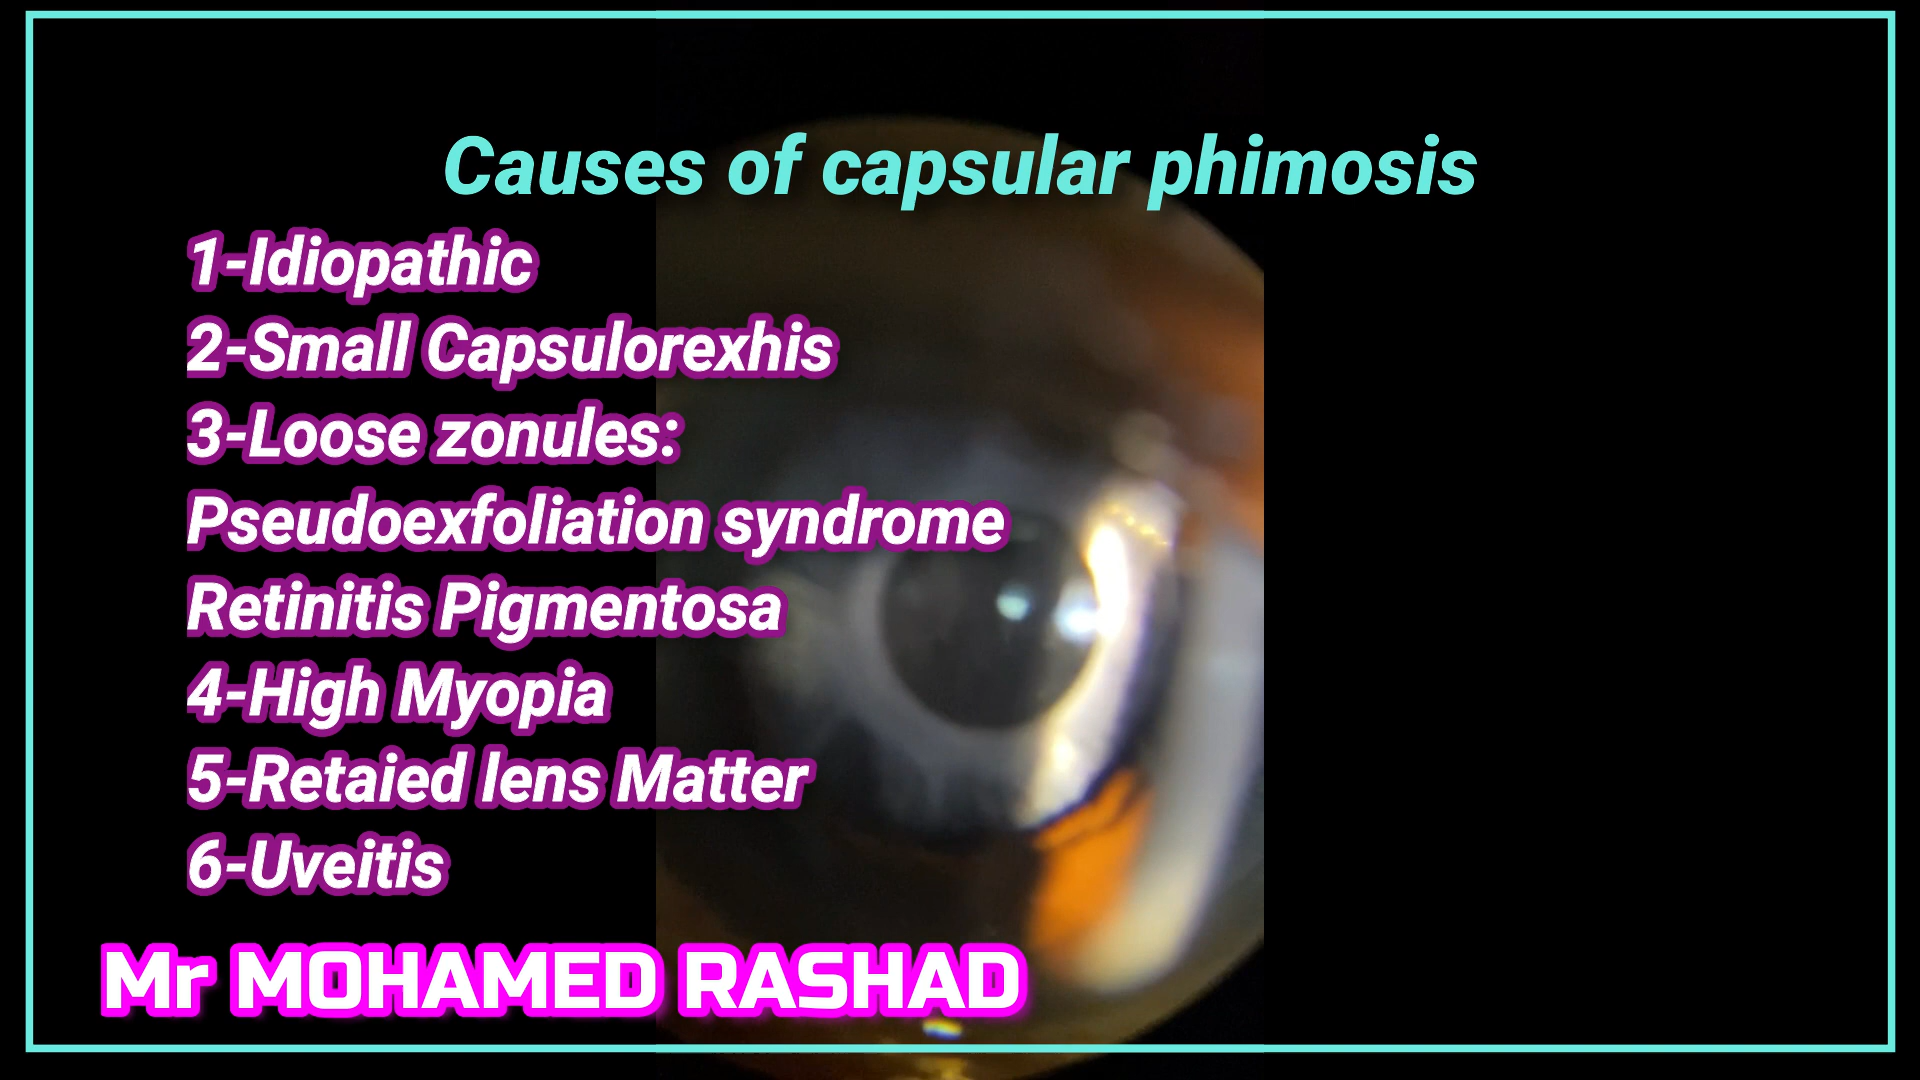 Causes of capsular phimosis
1-Idiopathic
2-Small Capsulorexhis
3-Loose zonules:
Pseudoexfoliation syndrome
Retinitis Pigmentosa
4-High Myopia
5-Retaied lens Matter
6-Uveitis
Mr MOHAMED RASHAD